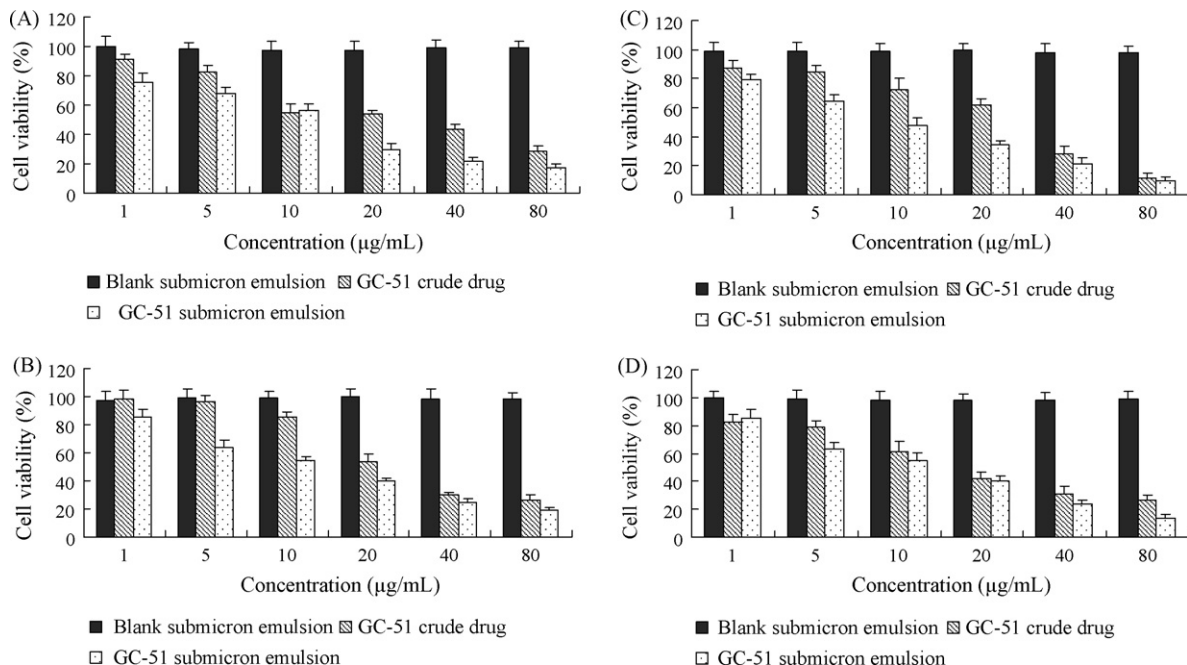 (A)
120
100
80
60
40
20
0
Cell viability (%)
1 5 10 20 40 80
Concentration (μg/mL)
Blank submicron emulsion GC-51 crude drug
GC-51 submicron emulsion
(B)
120
100
80
60
40
20
0
Cell viability (%)
1 5 10 20 40 80
Concentration (μg/mL)
Blank submicron emulsion GC-51 crude drug
GC-51 submicron emulsion
(C)
120
100
80
60
40
20
0
Cell vaibility (%)
1 5 10 20 40 80
Concentration (μg/mL)
Blank submicron emulsion GC-51 crude drug
GC-51 submicron emulsion
(D)
120
100
80
60
40
20
0
Cell vaibility (%)
1 5 10 20 40 80
Concentration (μg/mL)
Blank submicron emulsion GC-51 crude drug
GC-51 submicron emulsion